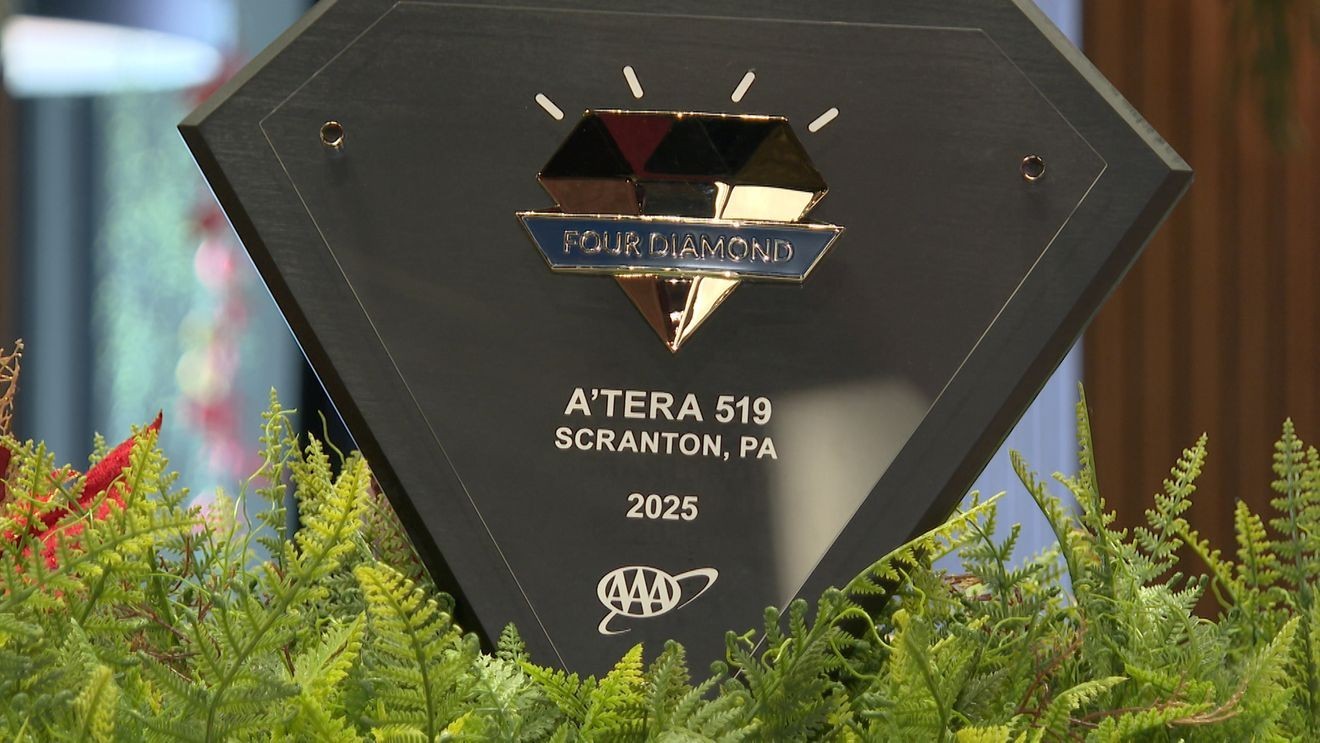 FOUR DIAMOND
A'TERA 519
SCRANTON, PA
2025
AAA